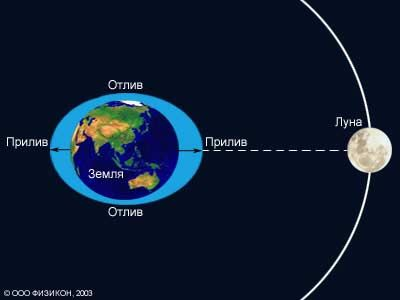 Отлив
Луна
Прилив
Прилив
Земля
Отлив
© ООО ФИЗИКОН, 2003